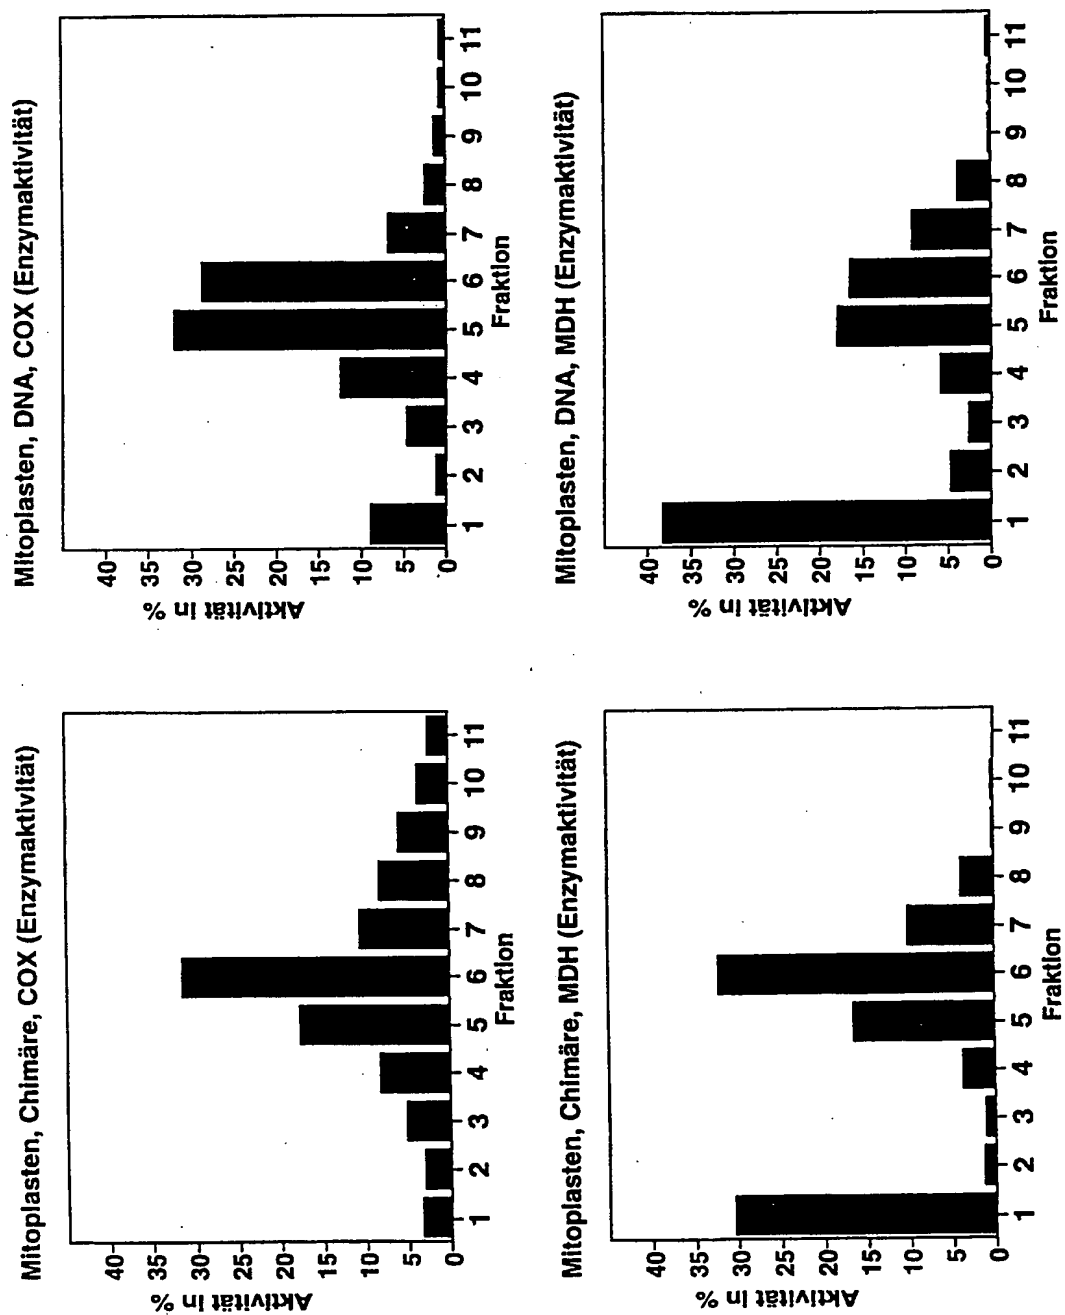 Mitoplasten, Chimäre, COX (Enzymaktivität)
Aktivität in %
40
35
30
25
20
15
10
5
0
1 2 3 4 5 6 7 8 9 10 11
Fraktion
Mitoplasten, DNA, COX (Enzymaktivität)
Aktivität in %
40
35
30
25
20
15
10
5
0
1 2 3 4 5 6 7 8 9 10 11
Fraktion
Mitoplasten, Chimäre, MDH (Enzymaktivität)
Aktivität in %
40
35
30
25
20
15
10
5
0
1 2 3 4 5 6 7 8 9 10 11
Fraktion
Mitoplasten, DNA, MDH (Enzymaktivität)
Aktivität in %
40
35
30
25
20
15
10
5
0
1 2 3 4 5 6 7 8 9 10 11
Fraktion